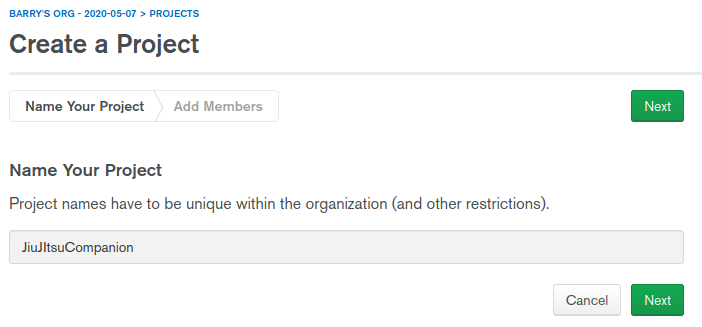 BARRY'S ORG - 2020-05-07 > PROJECTS
Create a Project
Name Your Project
Add Members
Next
Name Your Project
Project names have to be unique within the organization (and other restrictions).
JiuJItsuCompanion
Cancel
Next